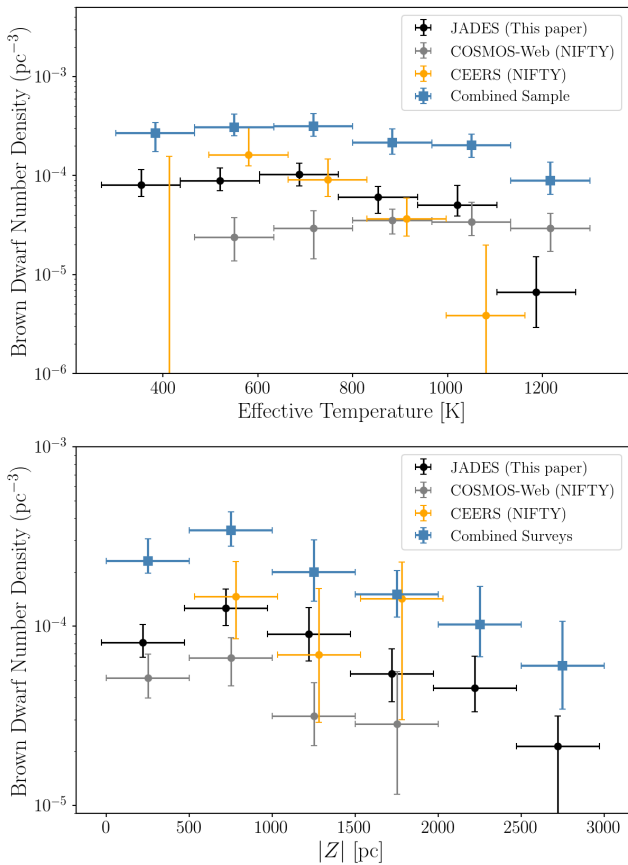 Brown Dwarf Number Density (pc⁻³)
10⁻³
10⁻⁴
10⁻⁵
10⁻⁶
JADES (This paper)
COSMOS-Web (NIFTY)
CEERS (NIFTY)
Combined Sample
400 600 800 1000 1200
Effective Temperature [K]
Brown Dwarf Number Density (pc⁻³)
10⁻³
10⁻⁴
10⁻⁵
JADES (This paper)
COSMOS-Web (NIFTY)
CEERS (NIFTY)
Combined Surveys
0 500 1000 1500 2000 2500 3000
|Z| [pc]